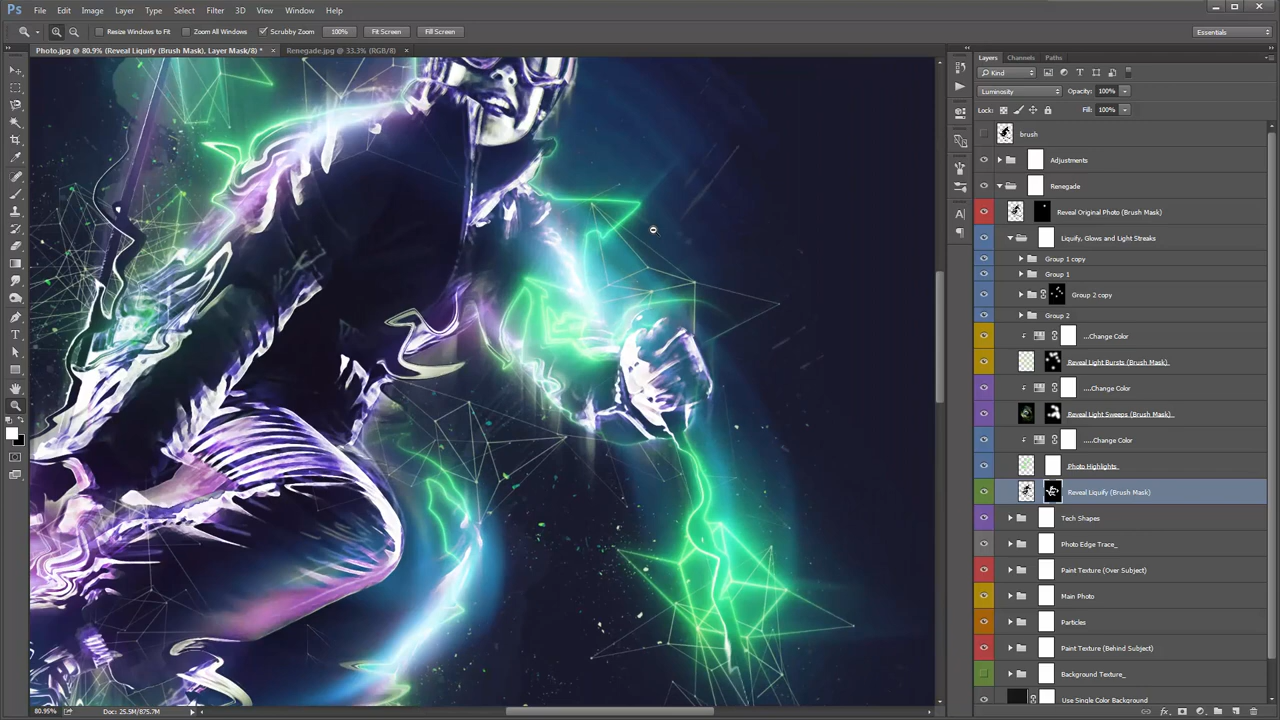 Ps File Edit Image Layer Type Select Filter 3D View Window Help
Resize Windows to Fit Zoom All Windows Scrubby Zoom 100% Fit Screen Fill Screen Essentials
Photo.jpg @ 80.9% (Reveal Liquify (Brush Mask), Layer Mask/8) * × Renegade.jpg @ 33.3% (RGB/8) ×
Layers Channels Paths
Kind
Luminosity Opacity: 100%
Lock: Fill: 100%
brush
Adjustments
Renegade
Reveal Original Photo (Brush Mask)
Liquify, Glows and Light Streaks
Group 1 copy
Group 1
Group 2 copy
Group 2
...Change Color
Reveal Light Bursts (Brush Mask)_
....Change Color
Reveal Light Sweeps (Brush Mask)_
.....Change Color
Photo Highlights_
Reveal Liquify (Brush Mask)
Tech Shapes
Photo Edge Trace_
Paint Texture (Over Subject)
Main Photo
Particles
Paint Texture (Behind Subject)
Background Texture_
Use Single Color Background
80.95% Doc: 25.5M/875.7M